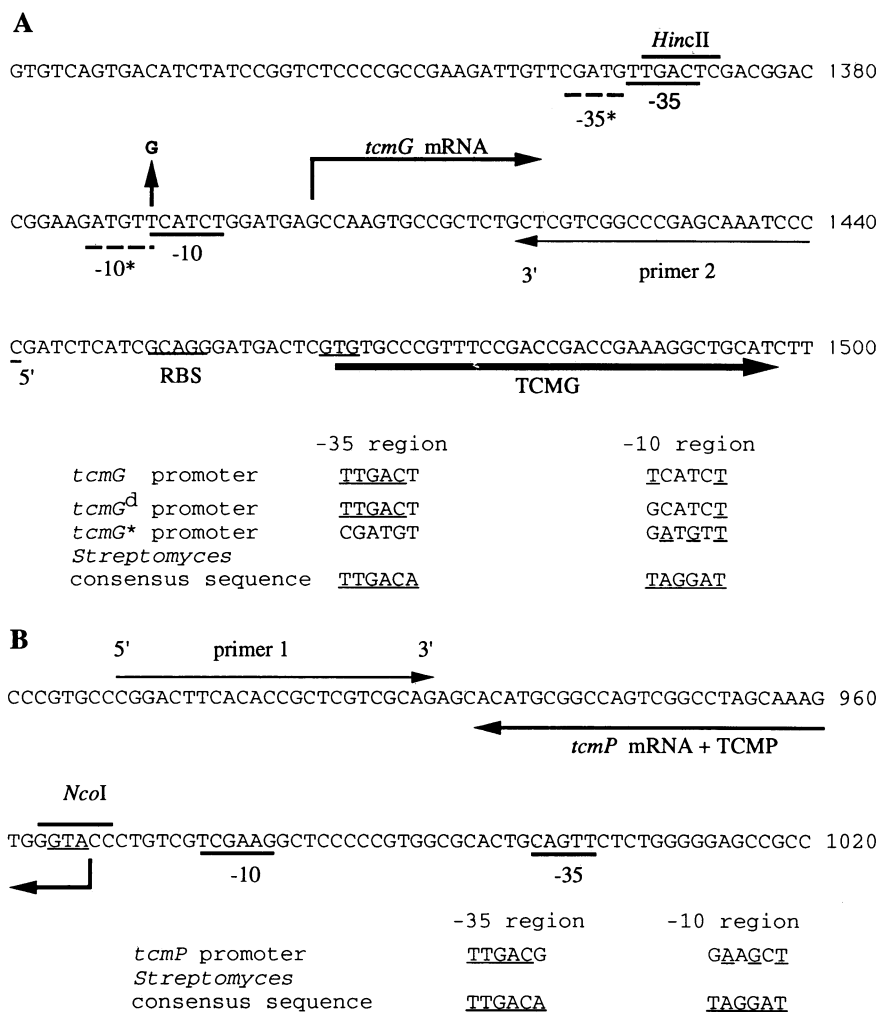 A
HincII
GTGTCAGTGACATCTATCCGGTCTCCCCGCCGAAGATTGTTCGATGTTGACTCGACGGAC 1380
-35* -35
G tcmG mRNA
CGGAAGATGTTCATCTGGATGAGCCAAGTGCCGCTCTGCTCGTCGGCCCGAGCAAATCCC 1440
-10* -10 3' primer 2
CGATCTCATCGCAGGGATGACTCGTGTGCCCGTTTCCGACCGACCGAAAGGCTGCATCTT 1500
5' RBS TCMG
-35 region -10 region
tcmG promoter TTGACT TCATCT
tcmGd promoter TTGACT GCATCT
tcmG* promoter CGATGT GATGTT
Streptomyces
consensus sequence TTGACA TAGGAT
B
5' primer 1 3'
CCCGTGCCCGGACTTCACACCGCTCGTCGCAGAGCACATGCGGCCAGTCGGCCTAGCAAAG 960
tcmP mRNA + TCMP
NcoI
TGGGTACCCTGTCGTCGAAGGCTCCCCCGTGGCGCACTGCAGTTCTCTGGGGGAGCCGCC 1020
-10 -35
-35 region -10 region
tcmP promoter TTGACG GAAGCT
Streptomyces
consensus sequence TTGACA TAGGAT